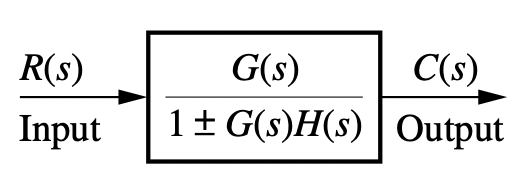 R(s)
Input
G(s)
1 ± G(s)H(s)
C(s)
Output